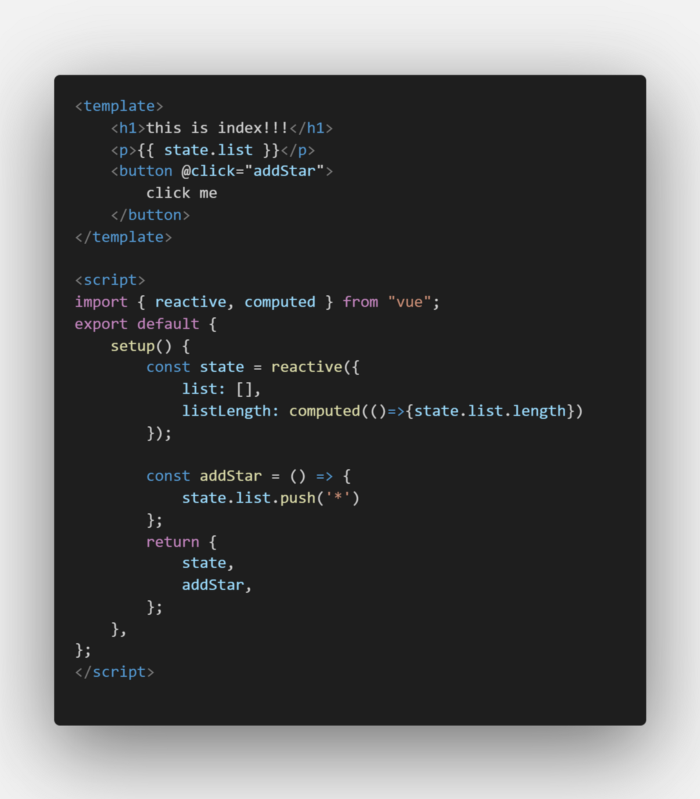 <template>
    <h1>this is index!!!</h1>
    <p>{{ state.list }}</p>
    <button @click="addStar">
        click me
    </button>
</template>

<script>
import { reactive, computed } from "vue";
export default {
    setup() {
        const state = reactive({
            list: [],
            listLength: computed(()=>{state.list.length})
        });

        const addStar = () => {
            state.list.push('*')
        };
        return {
            state,
            addStar,
        };
    },
};
</script>